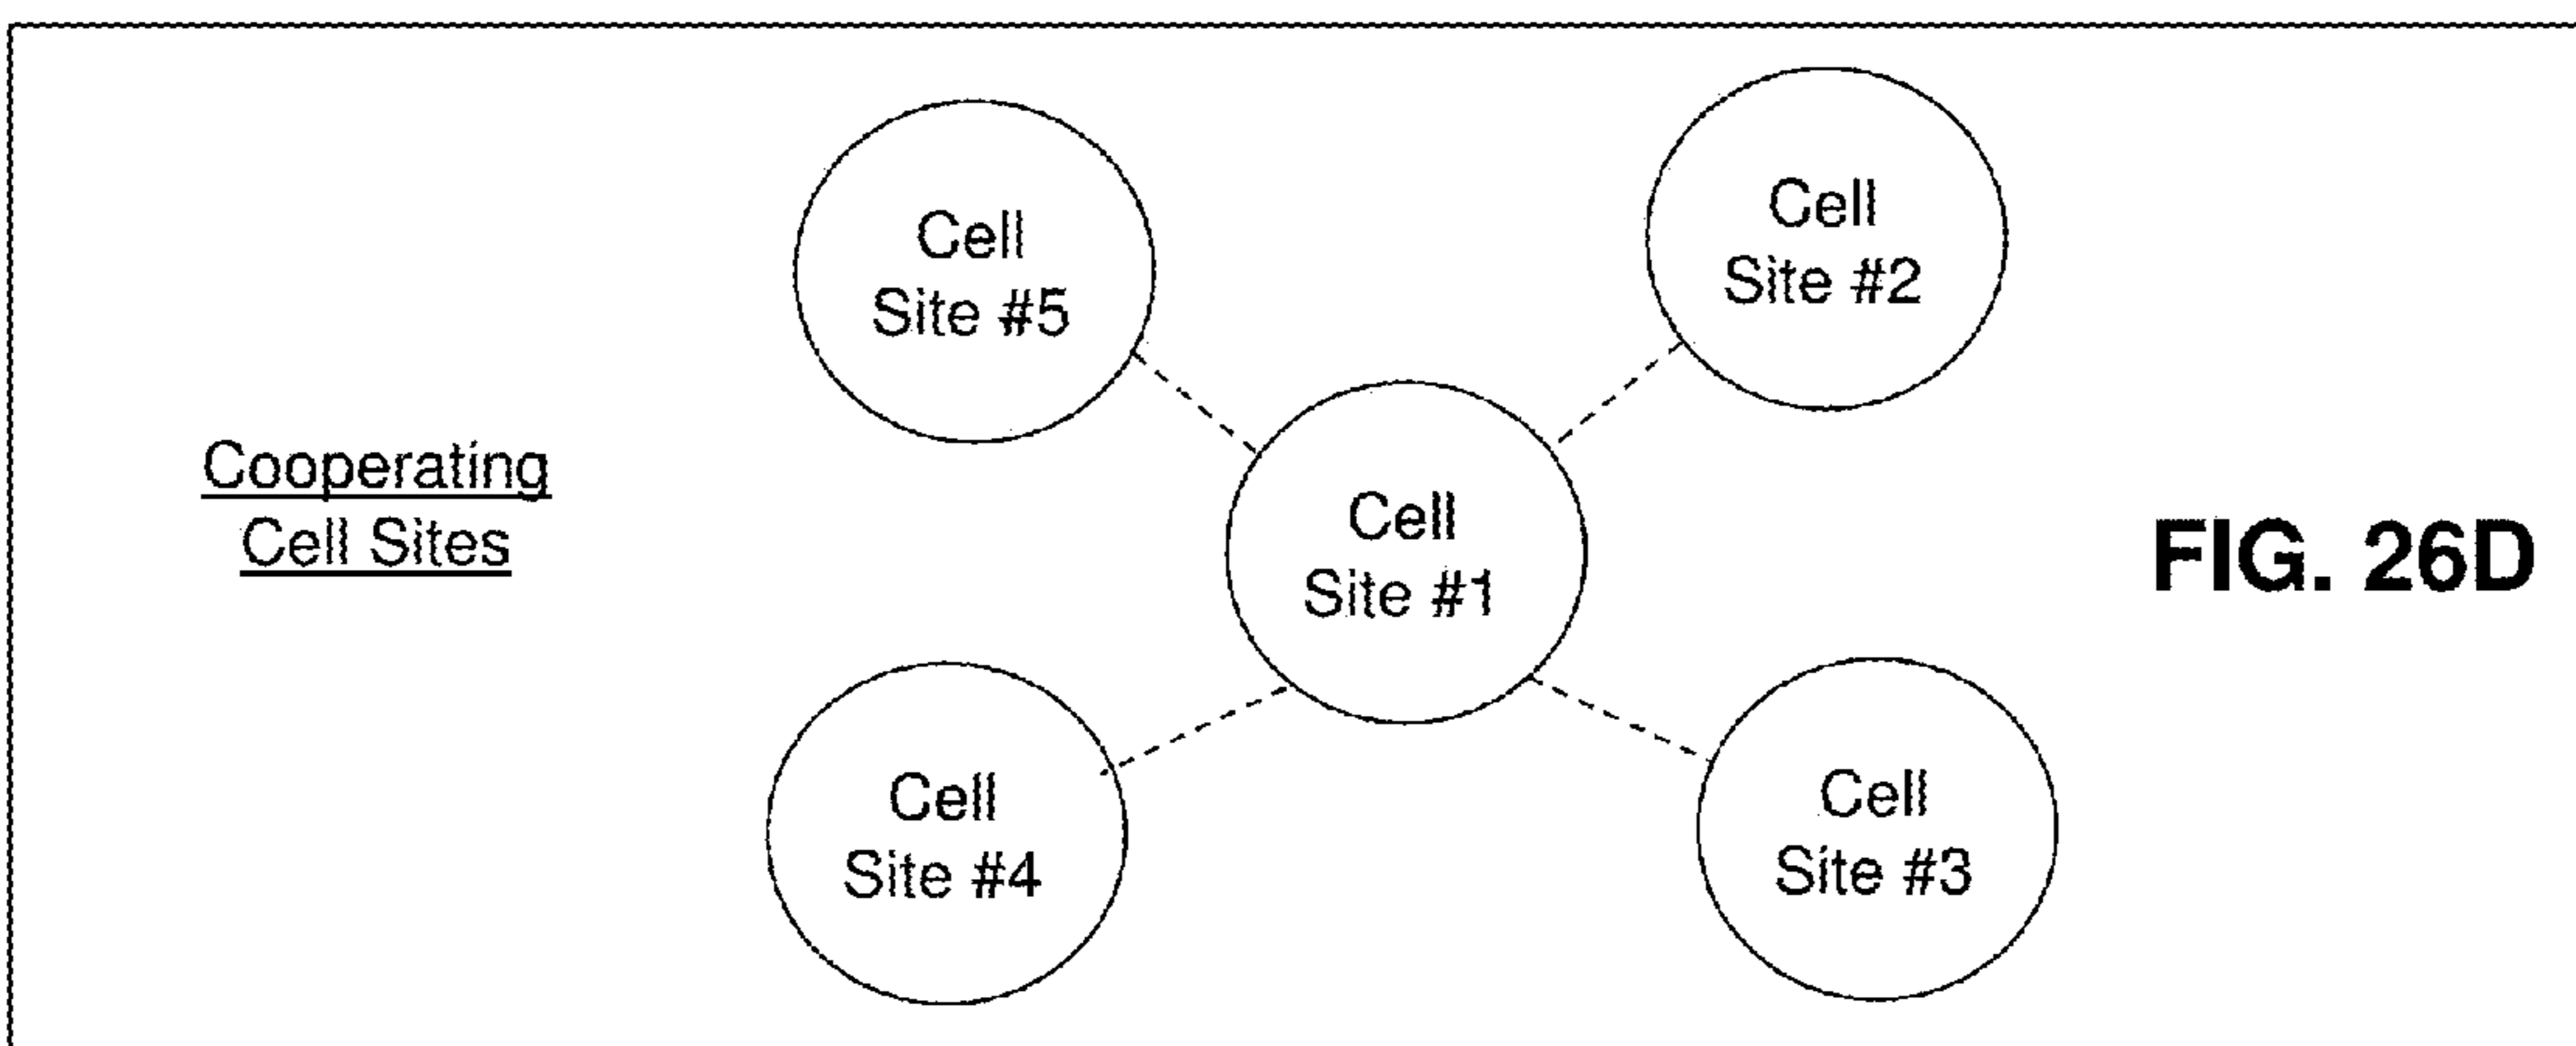 Cooperating
Cell Sites
Cell
Site #5
Cell
Site #2
Cell
Site #1
Cell
Site #4
Cell
Site #3
FIG. 26D